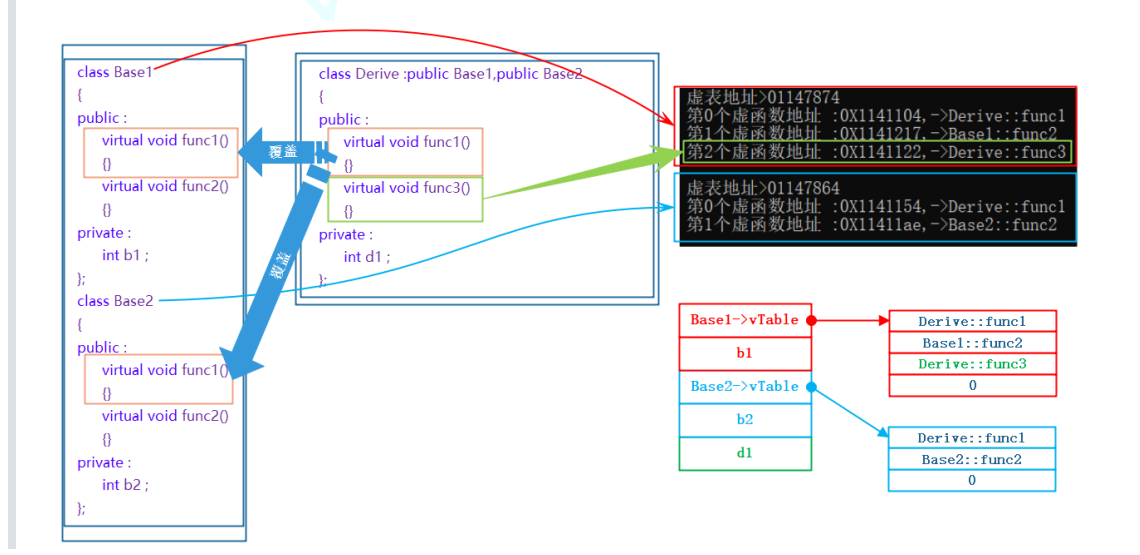 class Base1
{
public :
virtual void func1()
{}
virtual void func2()
{}
private :
int b1 ;
};
class Base2
{
public :
virtual void func1()
{}
virtual void func2()
{}
private :
int b2 ;
};
覆盖
覆盖
class Derive :public Base1,public Base2
{
public :
virtual void func1()
{}
virtual void func3()
{}
private :
int d1 ;
};
虚表地址>01147874
第0个虚函数地址 :0X1141104,->Derive::func1
第1个虚函数地址 :0X1141217,->Base1::func2
第2个虚函数地址 :0X1141122,->Derive::func3
虚表地址>01147864
第0个虚函数地址 :0X1141154,->Derive::func1
第1个虚函数地址 :0X11411ae,->Base2::func2
Base1->vTable
b1
Base2->vTable
b2
d1
Derive::func1
Base1::func2
Derive::func3
0
Derive::func1
Base2::func2
0